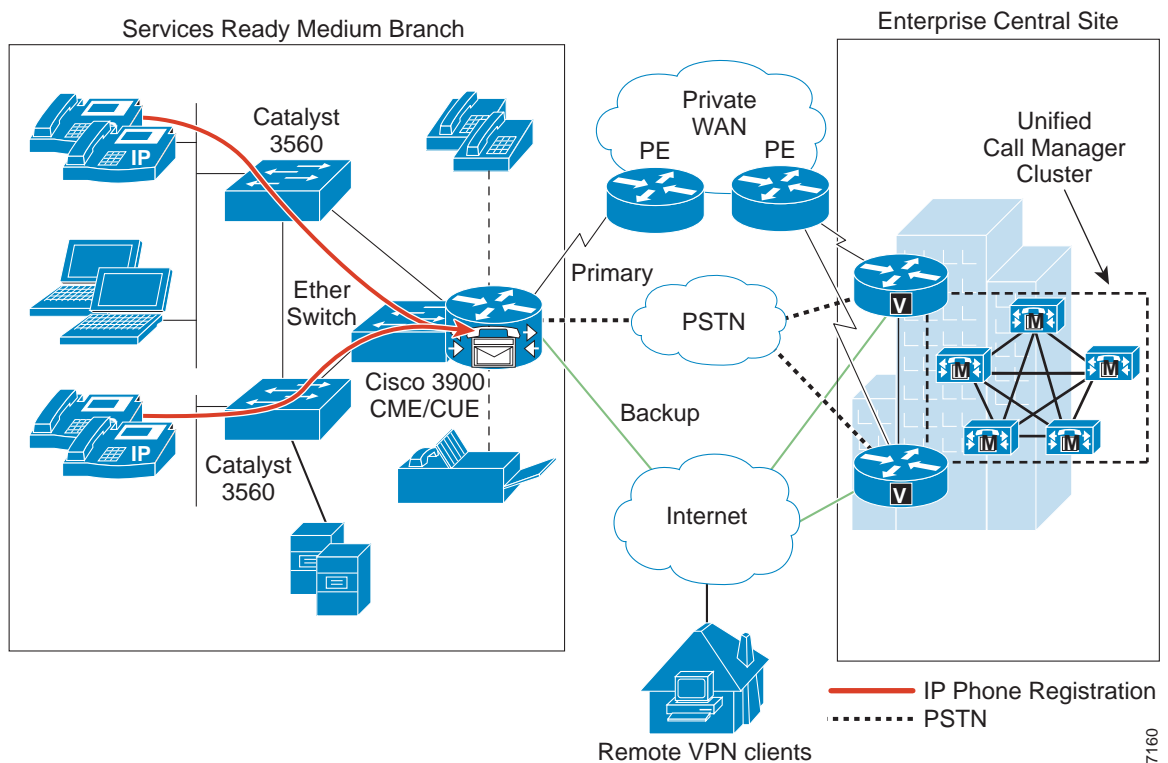 Services Ready Medium Branch
Enterprise Central Site
IP
Catalyst
3560
Private
WAN
PE
PE
Unified
Call Manager
Cluster
Primary
Ether
Switch
PSTN
V
M
M
M
M
M
Cisco 3900
CME/CUE
Backup
IP
Catalyst
3560
V
Internet
IP Phone Registration
PSTN
Remote VPN clients
7160